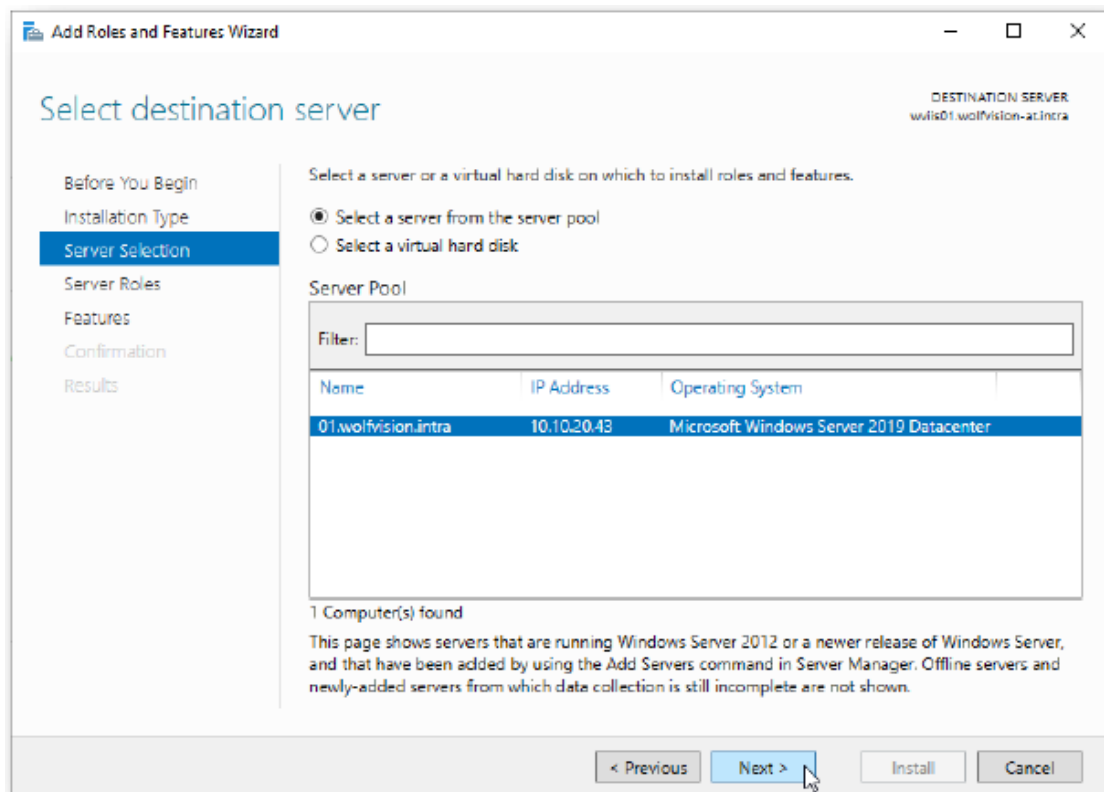 Add Roles and Features Wizard
Select destination server
DESTINATION SERVER
wviis01.wolfvision-at.intra
Before You Begin
Installation Type
Server Selection
Server Roles
Features
Confirmation
Results
Select a server or a virtual hard disk on which to install roles and features.
Select a server from the server pool
Select a virtual hard disk
Server Pool
Filter:
Name IP Address Operating System
01.wolfvision.intra 10.10.20.43 Microsoft Windows Server 2019 Datacenter
1 Computer(s) found
This page shows servers that are running Windows Server 2012 or a newer release of Windows Server,
and that have been added by using the Add Servers command in Server Manager. Offline servers and
newly-added servers from which data collection is still incomplete are not shown.
< Previous Next > Install Cancel